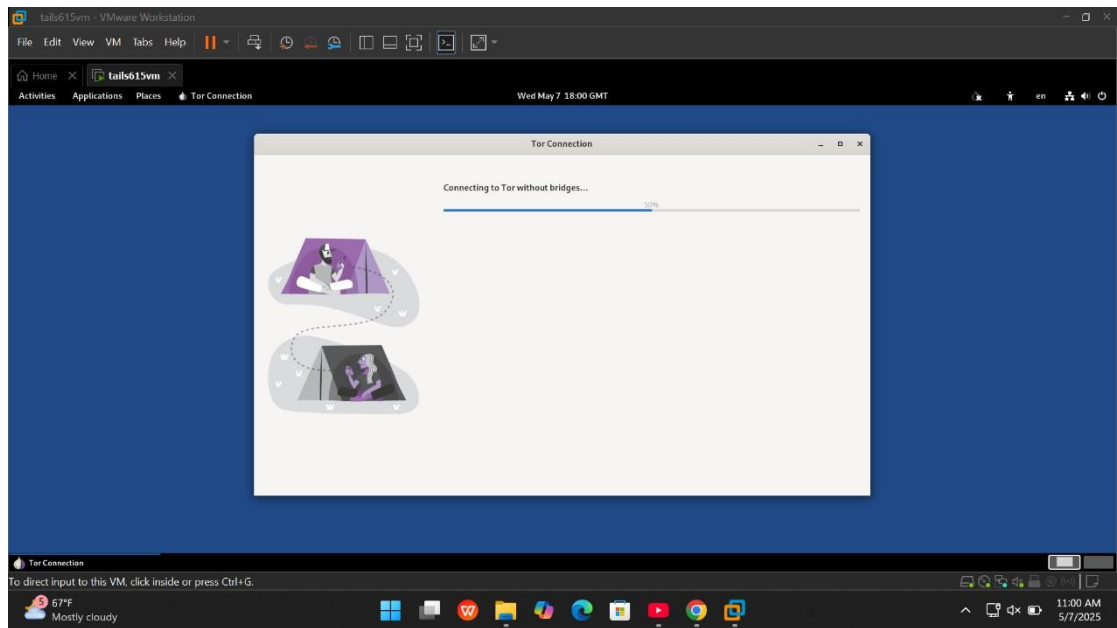 tails615vm - VMware Workstation
File Edit View VM Tabs Help
Home tails615vm
Activities Applications Places Tor Connection Wed May 7 18:00 GMT en
Tor Connection
Connecting to Tor without bridges...
50%
Tor Connection
To direct input to this VM, click inside or press Ctrl+G.
5 67°F
Mostly cloudy
11:00 AM
5/7/2025